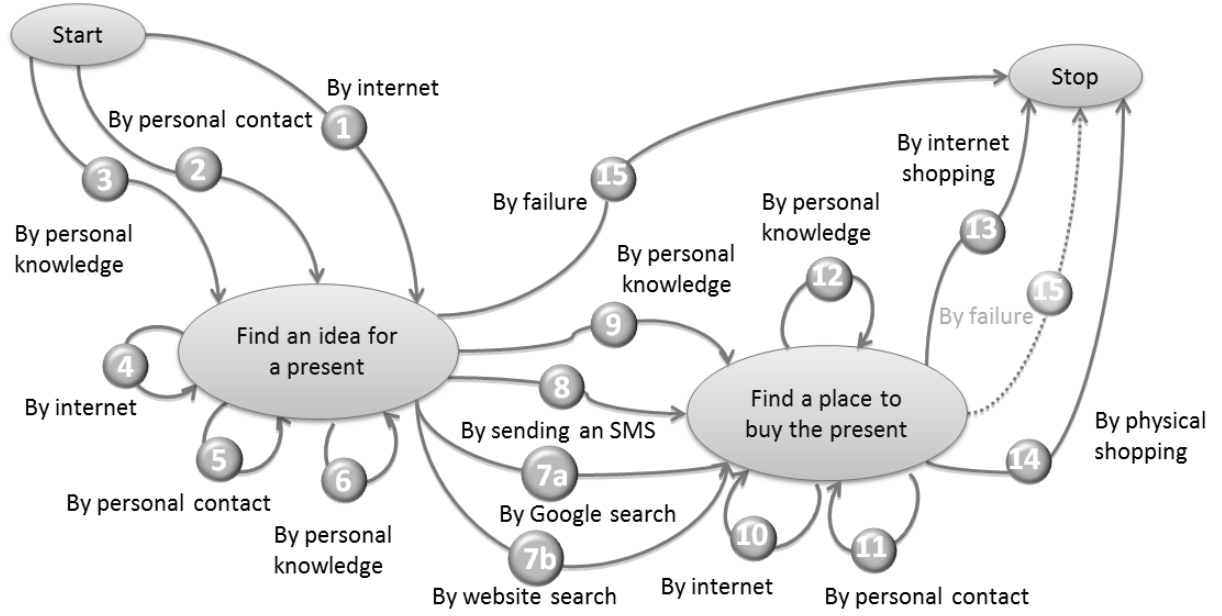 Start
Stop
By internet
1
By personal contact
2
3
By personal
knowledge
15
By failure
By internet
shopping
13
By personal
knowledge
12
By personal
knowledge
9
15
By failure
Find an idea for
a present
4
By internet
5
By personal contact
6
By personal
knowledge
8
By sending an SMS
7a
By Google search
7b
By website search
Find a place to
buy the present
10
By internet
11
By personal contact
14
By physical
shopping